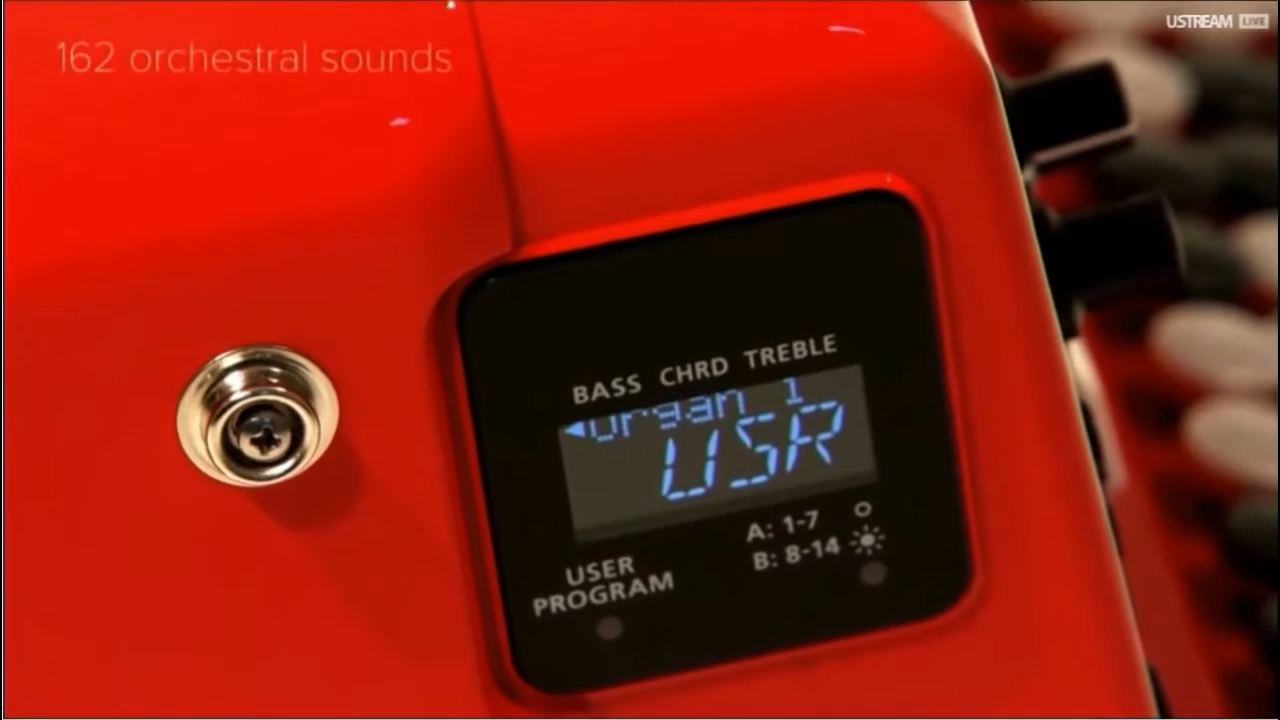 162 orchestral sounds
USTREAM LIVE
BASS CHRD TREBLE
◄Organ 1
USR
A: 1-7
B: 8-14
USER
PROGRAM